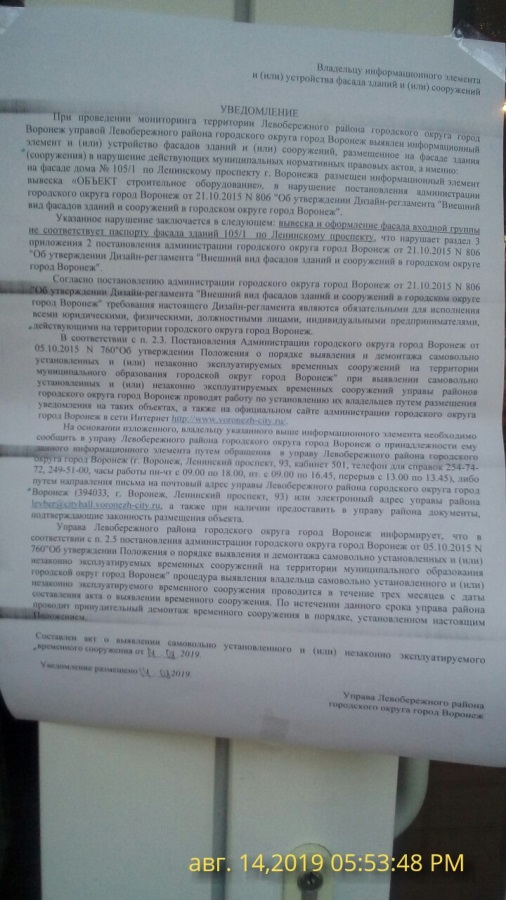 Владельцу информационного элемента
и (или) устройства фасада зданий и (или) сооружений
УВЕДОМЛЕНИЕ
При проведении мониторинга территории Левобережного района городского округа город
Воронеж управой Левобережного района городского округа город Воронеж выявлен информационный
элемент и (или) устройство фасадов зданий и (или) сооружений, размещенное на фасаде здания
(сооружения) в нарушение действующих муниципальных нормативных правовых актов, а именно:
на фасаде дома № 105/1 по Ленинскому проспекту г. Воронежа размещен информационный элемент
вывеска «ОБЪЕКТ строительное оборудование», в нарушение постановления администрации
городского округа город Воронеж от 21.10.2015 N 806 "Об утверждении Дизайн-регламента "Внешний
вид фасадов зданий и сооружений в городском округе город Воронеж".
Указанное нарушение заключается в следующем: вывеска и оформление фасада входной группы
не соответствует паспорту фасада зданий 105/1 по Ленинскому проспекту, что нарушает раздел 3
приложения 2 постановления администрации городского округа город Воронеж от 21.10.2015 N 806
"Об утверждении Дизайн-регламента "Внешний вид фасадов зданий и сооружений в городском округе
город Воронеж".
Согласно постановлению администрации городского округа город Воронеж от 21.10.2015 N 806
"Об утверждении Дизайн-регламента "Внешний вид фасадов зданий и сооружений в городском округе
город Воронеж" требования настоящего Дизайн-регламента являются обязательными для исполнения
всеми юридическими, физическими, должностными лицами, индивидуальными предпринимателями,
действующими на территории городского округа город Воронеж.
В соответствии с п. 2.3. Постановления Администрации городского округа город Воронеж от
05.10.2015 N 760"Об утверждении Положения о порядке выявления и демонтажа самовольно
установленных и (или) незаконно эксплуатируемых временных сооружений на территории
муниципального образования городской округ город Воронеж" при выявлении самовольно
установленных и (или) незаконно эксплуатируемых временных сооружений управы районов
городского округа город Воронеж проводят работу по установлению их владельцев путем размещения
уведомления на таких объектах, а также на официальном сайте администрации городского округа
город Воронеж в сети Интернет http://www.voronezh-city.ru/.
На основании изложенного, владельцу указанного выше информационного элемента необходимо
сообщить в управу Левобережного района городского округа город Воронеж о принадлежности ему
данного информационного элемента путем обращения в управу Левобережного района городского
округа город Воронеж (г. Воронеж, Ленинский проспект, 93, кабинет 501, телефон для справок 254-74-
72, 249-51-00, часы работы пн-чт с 09.00 до 18.00, пт. с 09.00 по 16.45, перерыв с 13.00 по 13.45), либо
путем направления письма на почтовый адрес управы Левобережного района городского округа город
Воронеж (394033, г. Воронеж, Ленинский проспект, 93) или электронный адрес управы района
levber@cityhall.voronezh-city.ru, а также при наличии предоставить в управу района документы,
подтверждающие законность размещения объекта.
Управа Левобережного района городского округа город Воронеж информирует, что в
соответствии с п. 2.5 постановления администрации городского округа город Воронеж от 05.10.2015 N
760"Об утверждении Положения о порядке выявления и демонтажа самовольно установленных и (или)
незаконно эксплуатируемых временных сооружений на территории муниципального образования
городской округ город Воронеж" процедура выявления владельца самовольно установленного и (или)
незаконно эксплуатируемого временного сооружения проводится в течение трех месяцев с даты
составления акта о выявлении временного сооружения. По истечении данного срока управа района
проводит принудительный демонтаж временного сооружения в порядке, установленном настоящим
Положением.
Составлен акт о выявлении самовольно установленного и (или) незаконно эксплуатируемого
временного сооружения от 2019.
Уведомление размещено 2019.
Управа Левобережного района
городского округа город Воронеж
авг. 14,2019 05:53:48 PM